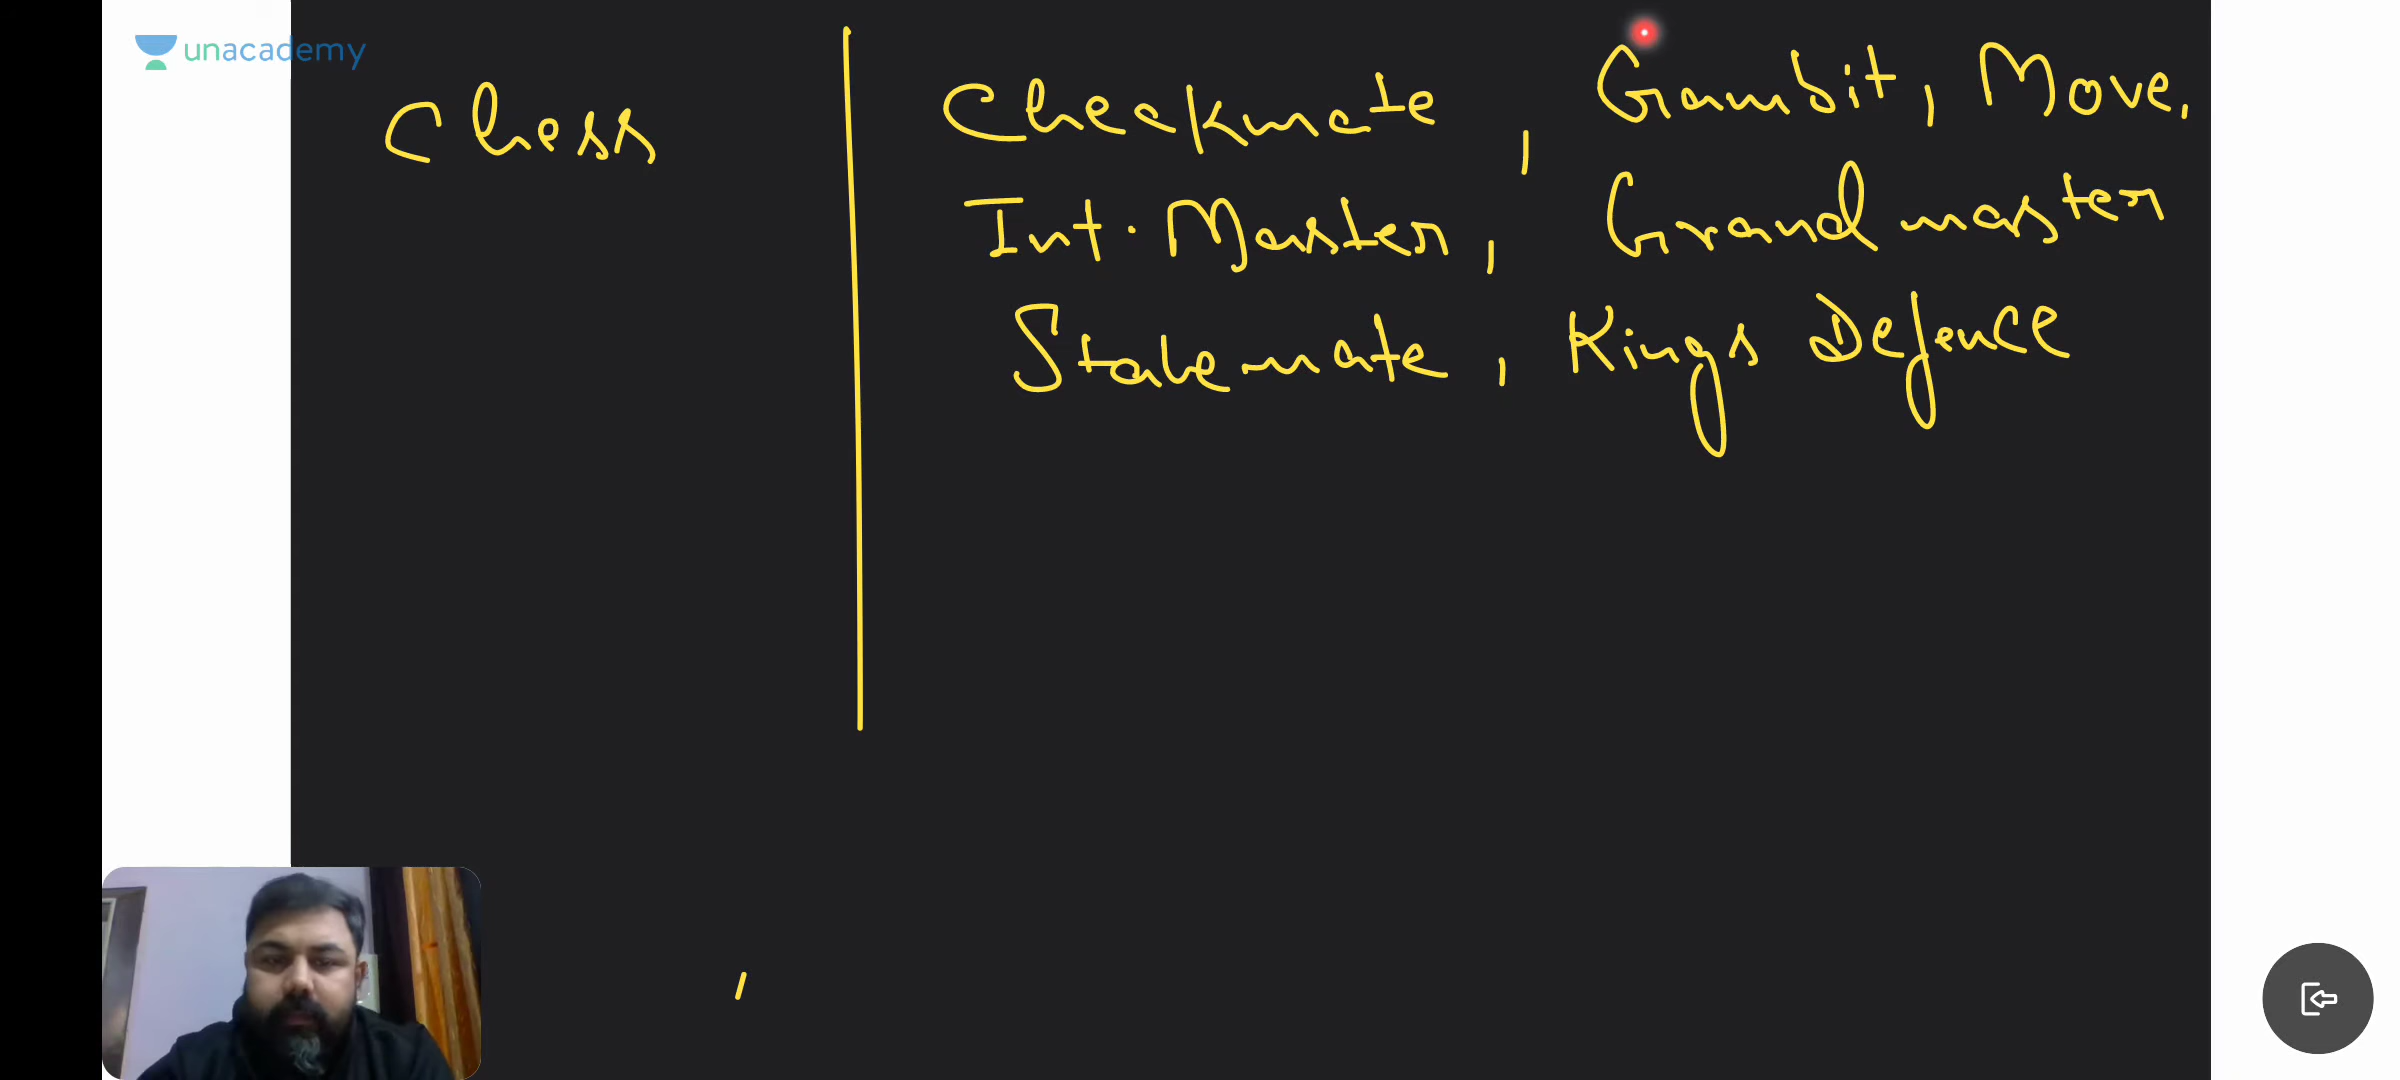 unacademy
Chess
Checkmate, Gambit, Move,
Int. Master, Grandmaster
Stalemate, Kings Defence